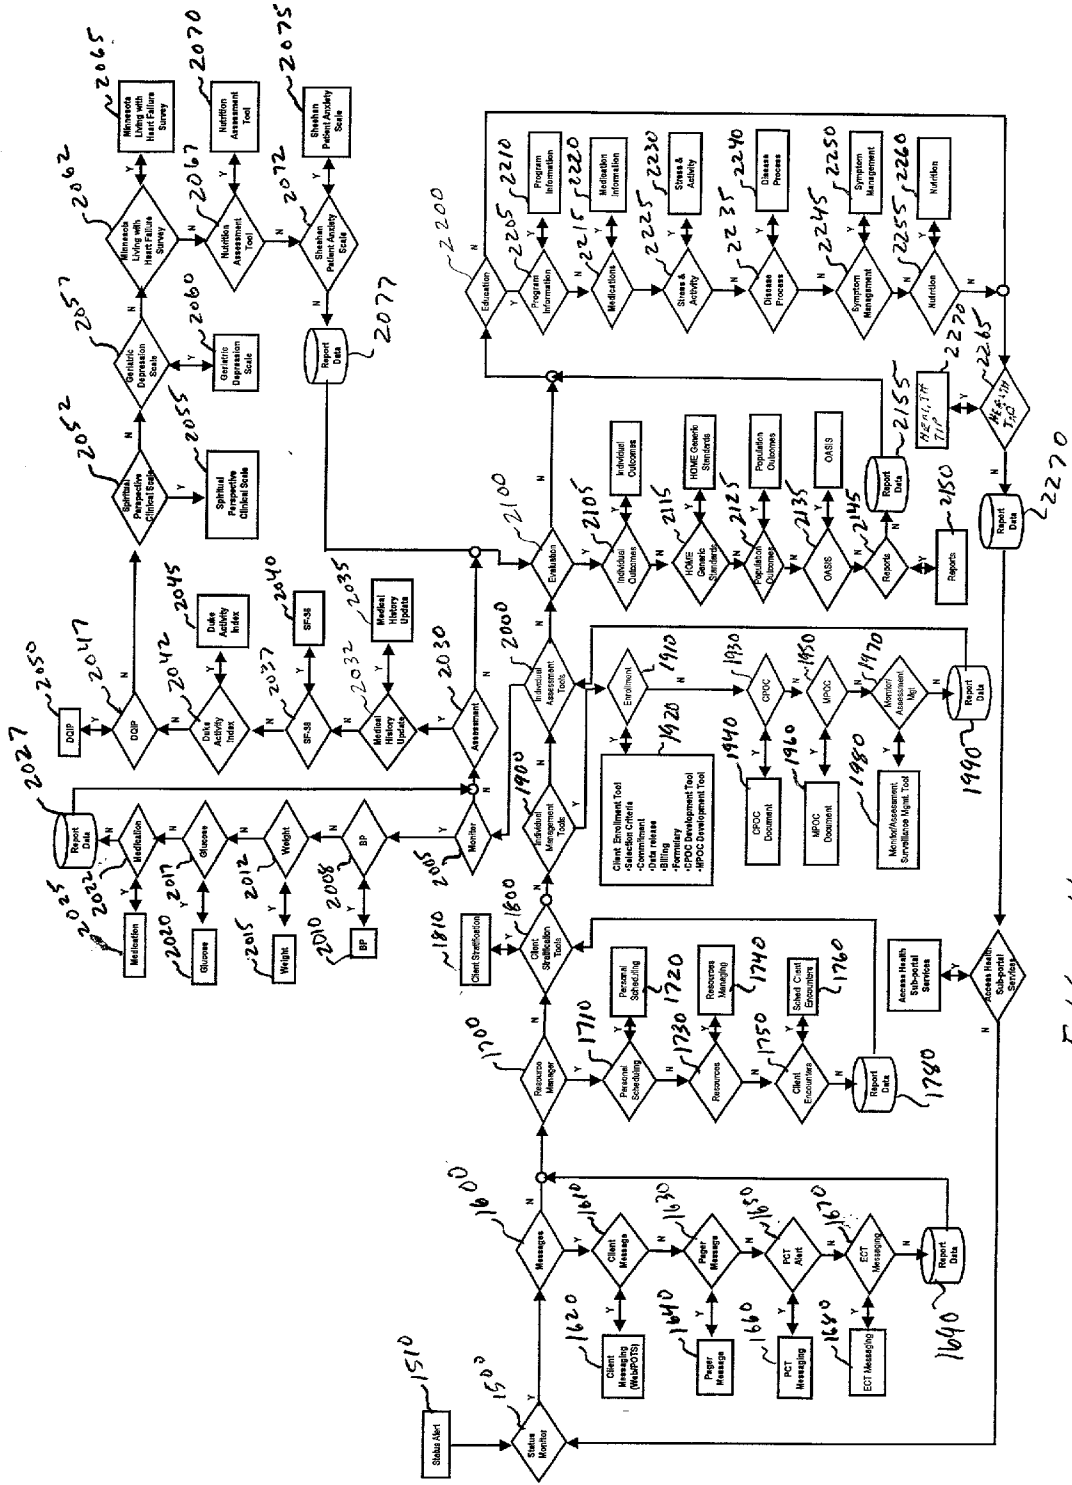 1510
Status Alert
1500
Status
Monitor
Y
1600
Messages
N
Y
1610
Client
Message
Y
1620
Client
Messaging
(Web/POTS)
N
1630
Pager
Message
Y
1640
Pager
Message
N
1650
PCT
Alert
Y
1660
PCT
Messaging
N
1670
ECT
Messaging
Y
1680
ECT Messaging
N
Report
Data
1690
1700
Resource
Manager
N
Y
1710
Personal
Scheduling
Y
Personal
Scheduling
1720
N
1730
Resources
Y
Resources
Managing
1740
N
1750
Client
Encounters
Y
Sched Client
Encounters
1760
N
Report
Data
1780
1800
Client
Stratification
Tools
Y
1810
Client Stratification
N
1900
Individual
Management
Tools
N
Y
Enrollment
1910
Y
1920
Client Enrollment Tool
•Selection Criteria
•Commitment
•Data release
•Billing
•Formulary
•CPOC Development Tool
•MPOC Development Tool
N
CPOC
1930
Y
1940
CPOC
Document
N
MPOC
1950
Y
1960
MPOC
Document
N
Monitor/
Assessment
Mgt.
1970
Y
1980
Monitor/Assessment
Surveillance Mgmt. Tool
N
Report
Data
1990
2000
Individual
Assessment
Tools
N
Y
2005
Monitor
N
Y
BP
2008
Y
BP
2010
N
Weight
2012
Y
Weight
2015
N
Glucose
2017
Y
Glucose
2020
N
Medication
2022
Y
Medication
2025
N
Report
Data
2027
2030
Assessment
N
Y
Medical History
Update
2032
Y
Medical
History
Update
2035
N
SF-36
2037
Y
SF-36
2040
N
Duke
Activity
Index
2042
Y
Duke
Activity
Index
2045
N
DQIP
2047
Y
DQIP
2050
N
2052
Spiritual
Perspective
Clinical Scale
Y
2055
Spiritual
Perspective
Clinical Scale
N
2057
Geriatric
Depression
Scale
Y
2060
Geriatric
Depression
Scale
N
2062
Minnesota
Living with
Heart Failure
Survey
Y
2065
Minnesota
Living with
Heart Failure
Survey
N
2067
Nutrition
Assessment
Tool
Y
2070
Nutrition
Assessment
Tool
N
2072
Sheehan
Patient Anxiety
Scale
Y
2075
Sheehan
Patient Anxiety
Scale
N
Report
Data
2077
2100
Evaluation
N
Y
2105
Individual
Outcomes
Y
Individual
Outcomes
N
2115
HOME
Generic
Standards
Y
HOME Generic
Standards
N
2125
Population
Outcomes
Y
Population
Outcomes
N
2135
OASIS
Y
OASIS
N
2145
Reports
Y
Reports
2150
N
Report
Data
2155
2200
Education
N
Y
2205
Program
Information
Y
Program
Information
2210
N
2215
Medications
Y
Medication
Information
2220
N
2225
Stress &
Activity
Y
Stress &
Activity
2230
N
2235
Disease
Process
Y
Disease
Process
2240
N
2245
Symptom
Management
Y
Symptom
Management
2250
N
2255
Nutrition
Y
Nutrition
2260
N
2265
HEALTH
Y
HEALTH
TIP
2270
N
Report
Data
2270
Access Health
Sub-portal
Services
Y
Access Health
Sub-portal
Services
N